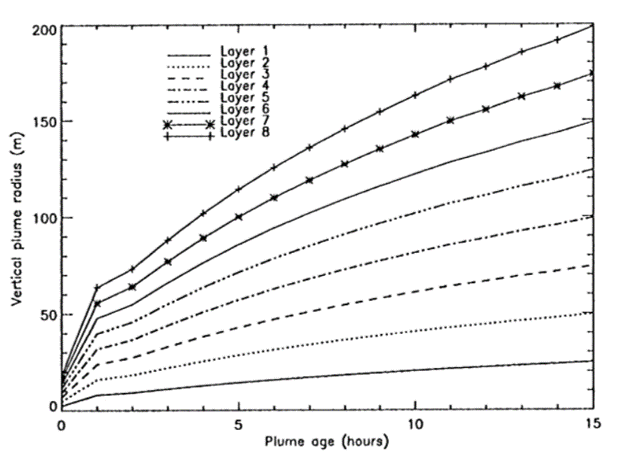 200
150
100
50
0
Vertical plume radius (m)
Layer 1
Layer 2
Layer 3
Layer 4
Layer 5
Layer 6
Layer 7
Layer 8
0 5 10 15
Plume age (hours)